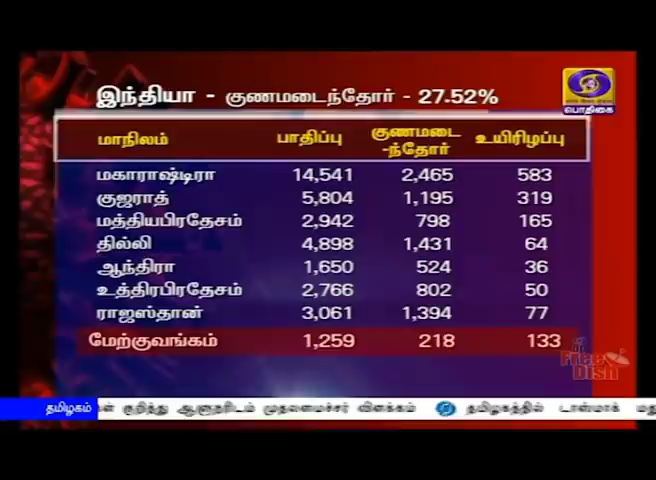 இந்தியா - குணமடைந்தோர் - 27.52%
பொதிகை
மாநிலம் பாதிப்பு குணமடை -ந்தோர் உயிரிழப்பு
மகாராஷ்டிரா 14,541 2,465 583
குஜராத் 5,804 1,195 319
மத்தியபிரதேசம் 2,942 798 165
தில்லி 4,898 1,431 64
ஆந்திரா 1,650 524 36
உத்திரபிரதேசம் 2,766 802 50
ராஜஸ்தான் 3,061 1,394 77
மேற்குவங்கம் 1,259 218 133
Free Dish
தமிழகம் குறித்து ஆளுநரிடம் முதலமைச்சர் விளக்கம் தமிழகத்தில் டாஸ்மாக்